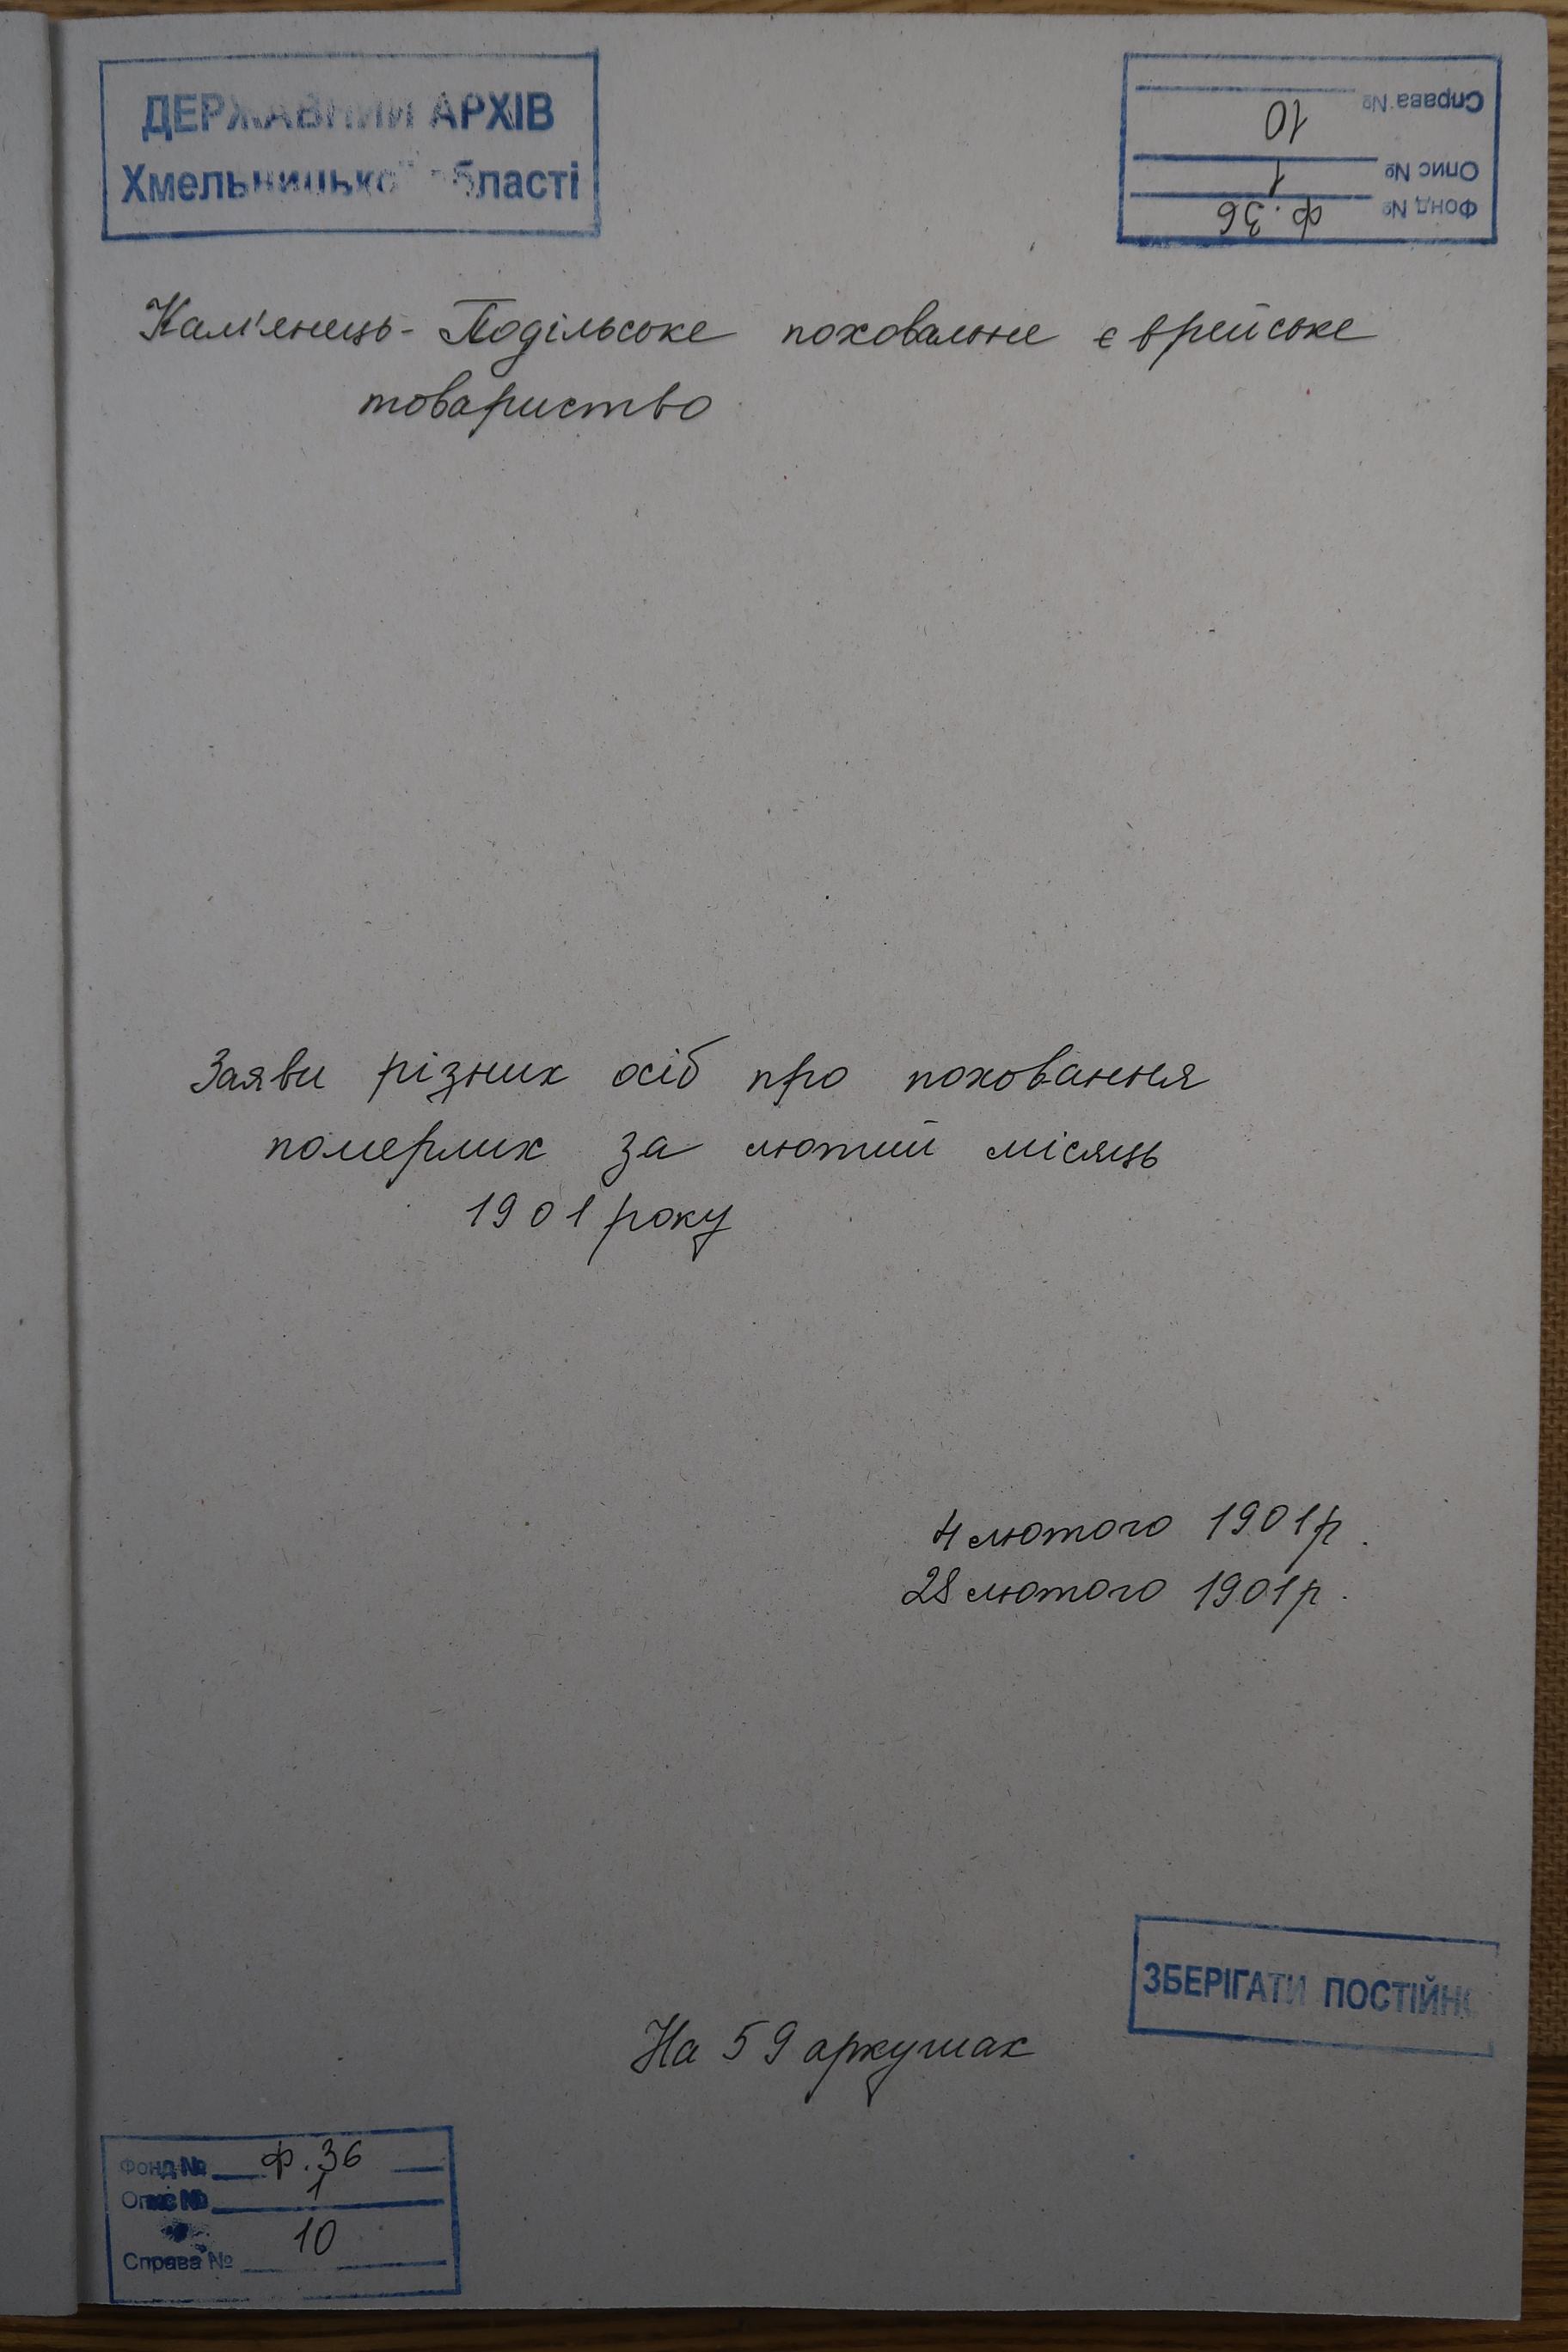 ДЕРЖАВНИЙ АРХІВ
Хмельницької області
Фонд № ф. 36
Опис № 1
Справа № 10
Кам'янець-Подільське поховальне єврейське
товариство
Заяви різних осіб про поховання
померлих за лютий місяць
1901 року
4 лютого 1901 р.
28 лютого 1901 р.
ЗБЕРІГАТИ ПОСТІЙНО
На 59 аркушах
Фонд № ф. 36
Опис № 1
Справа № 10